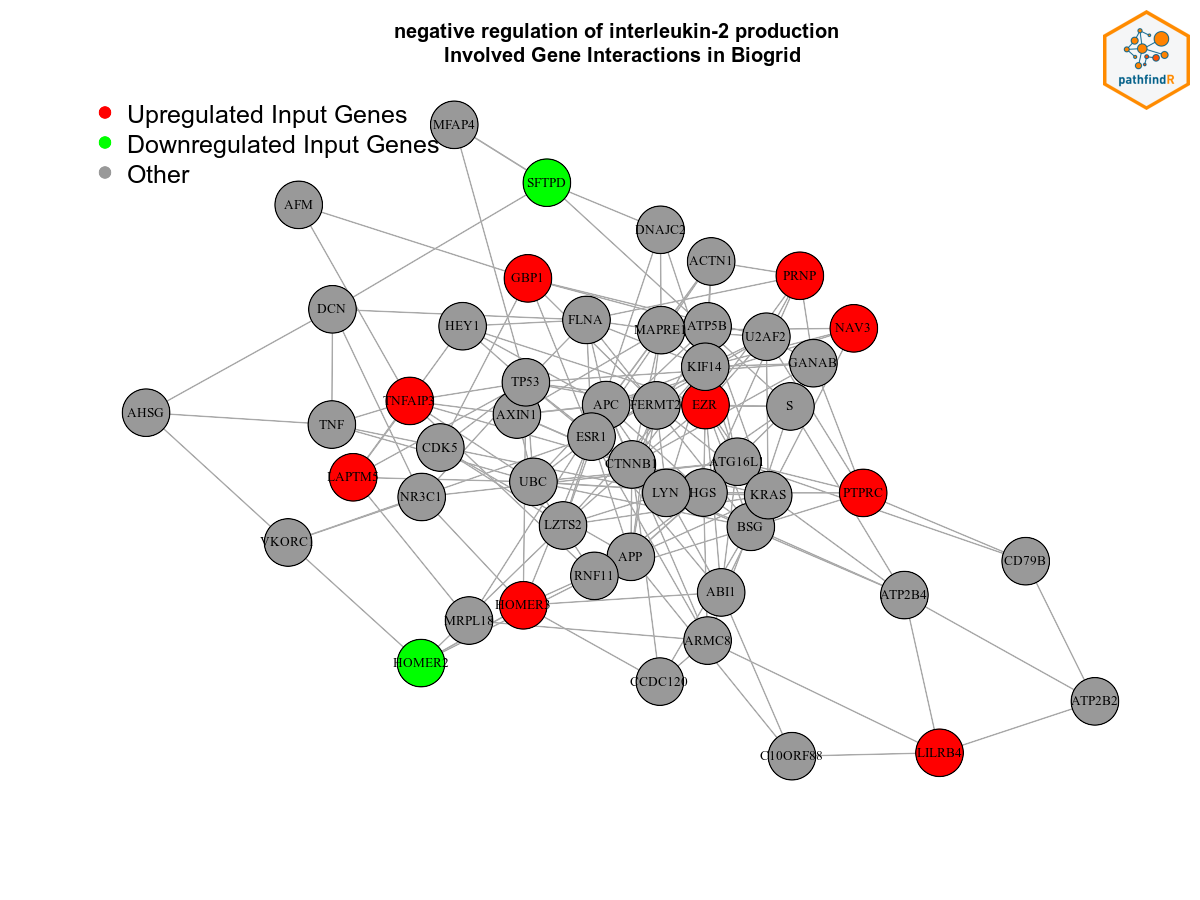 negative regulation of interleukin-2 production
Involved Gene Interactions in Biogrid
pathfindR
Upregulated Input Genes
Downregulated Input Genes
Other
MFAP4
SFTPD
AFM
DNAJC2
ACTN1
GBP1
PRNP
DCN
HEY1
FLNA
MAPRE1
ATP5B
U2AF2
NAV3
KIF14
GANAB
TP53
TNFAIP3
AXIN1
APC
FERMT2
EZR
S
AHSG
TNF
CDK5
ESR1
CTNNB1
ATG16L1
LAPTM5
NR3C1
UBC
LYN
HGS
KRAS
PTPRC
LZTS2
BSG
VKORC1
APP
CD79B
RNF11
ABI1
ATP2B4
HOMER3
MRPL18
ARMC8
HOMER2
CCDC120
ATP2B2
C10ORF88
LILRB4